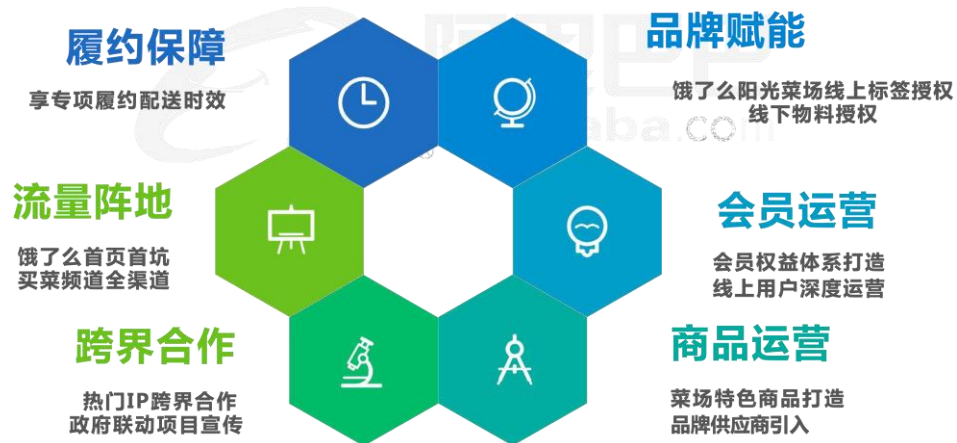 履约保障
享专项履约配送时效
品牌赋能
饿了么阳光菜场线上标签授权
线下物料授权
流量阵地
饿了么首页首坑
买菜频道全渠道
会员运营
会员权益体系打造
线上用户深度运营
跨界合作
热门IP跨界合作
政府联动项目宣传
商品运营
菜场特色商品打造
品牌供应商引入